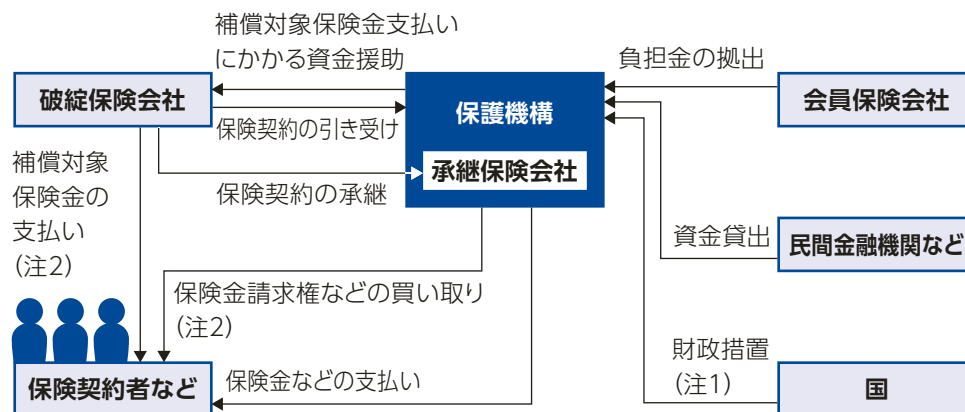 補償対象保険金支払い
にかかる資金援助
負担金の拠出
破綻保険会社
保護機構
会員保険会社
保険契約の引き受け
承継保険会社
補償対象
保険金の
支払い
(注2)
保険契約の承継
資金貸出
民間金融機関など
保険金請求権などの買い取り
(注2)
財政措置
(注1)
保険契約者など
保険金などの支払い
国